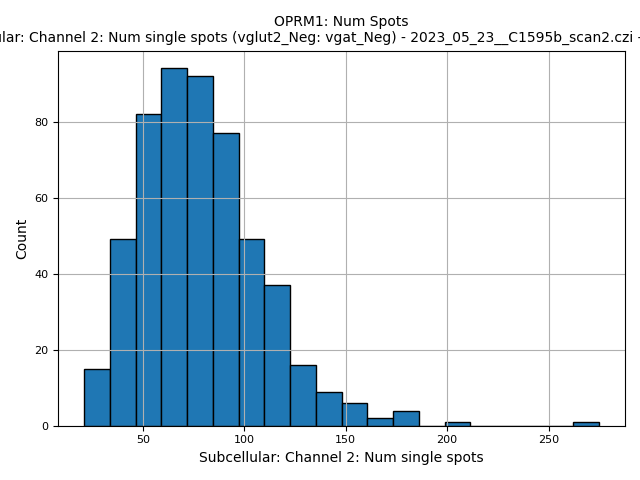 OPRM1: Num Spots
lar: Channel 2: Num single spots (vglut2_Neg: vgat_Neg) - 2023_05_23__C1595b_scan2.czi -
Count
80
60
40
20
0
50 100 150 200 250
Subcellular: Channel 2: Num single spots